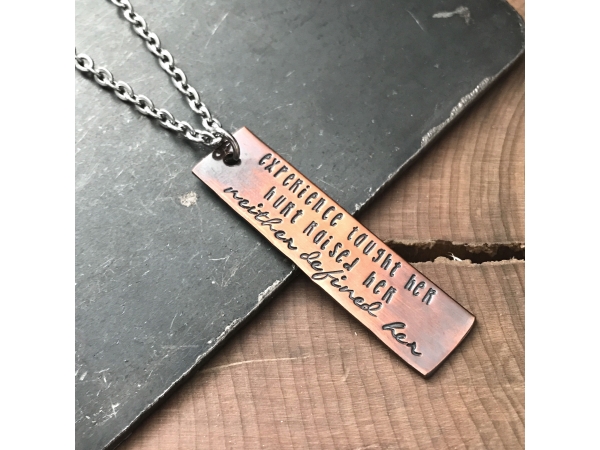 experience taught her
hurt raised her
neither defined her